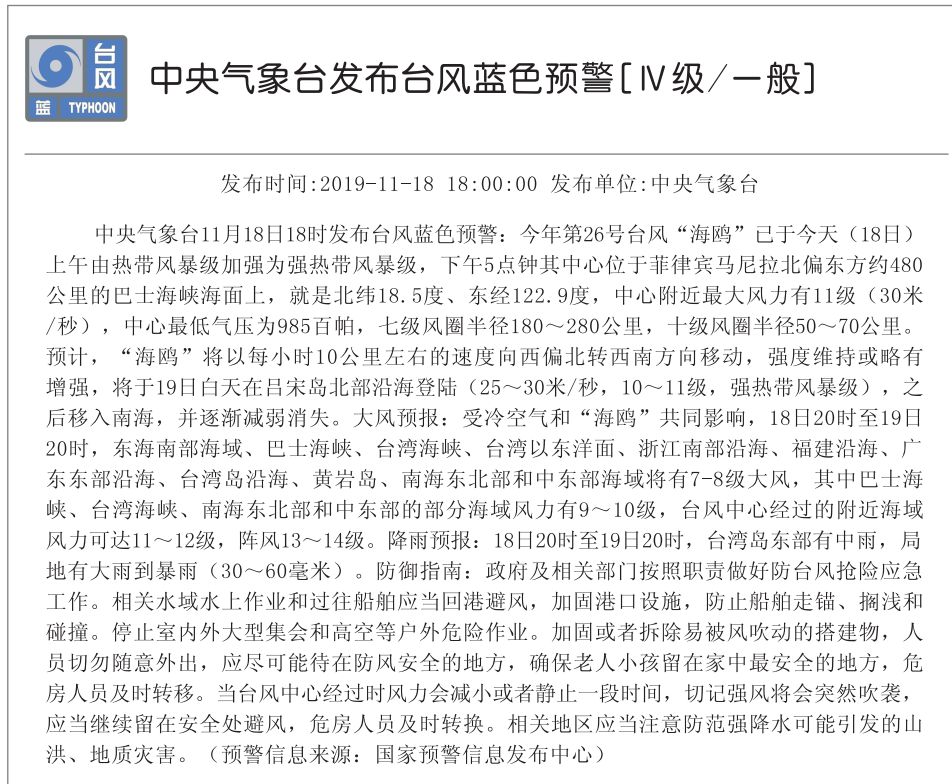 台风
蓝 TYPHOON
中央气象台发布台风蓝色预警[Ⅳ级/一般]
发布时间:2019-11-18 18:00:00 发布单位:中央气象台
中央气象台11月18日18时发布台风蓝色预警：今年第26号台风“海鸥”已于今天（18日）
上午由热带风暴级加强为强热带风暴级，下午5点钟其中心位于菲律宾马尼拉北偏东方约480
公里的巴士海峡海面上，就是北纬18.5度、东经122.9度，中心附近最大风力有11级（30米
/秒），中心最低气压为985百帕，七级风圈半径180～280公里，十级风圈半径50～70公里。
预计，“海鸥”将以每小时10公里左右的速度向西偏北转西南方向移动，强度维持或略有
增强，将于19日白天在吕宋岛北部沿海登陆（25～30米/秒，10～11级，强热带风暴级），之
后移入南海，并逐渐减弱消失。大风预报：受冷空气和“海鸥”共同影响，18日20时至19日
20时，东海南部海域、巴士海峡、台湾海峡、台湾以东洋面、浙江南部沿海、福建沿海、广
东东部沿海、台湾岛沿海、黄岩岛、南海东北部和中东部海域将有7-8级大风，其中巴士海
峡、台湾海峡、南海东北部和中东部的部分海域风力有9～10级，台风中心经过的附近海域
风力可达11～12级，阵风13～14级。降雨预报：18日20时至19日20时，台湾岛东部有中雨，局
地有大雨到暴雨（30～60毫米）。防御指南：政府及相关部门按照职责做好防台风抢险应急
工作。相关水域水上作业和过往船舶应当回港避风，加固港口设施，防止船舶走锚、搁浅和
碰撞。停止室内外大型集会和高空等户外危险作业。加固或者拆除易被风吹动的搭建物，人
员切勿随意外出，应尽可能待在防风安全的地方，确保老人小孩留在家中最安全的地方，危
房人员及时转移。当台风中心经过时风力会减小或者静止一段时间，切记强风将会突然吹袭，
应当继续留在安全处避风，危房人员及时转换。相关地区应当注意防范强降水可能引发的山
洪、地质灾害。（预警信息来源：国家预警信息发布中心）